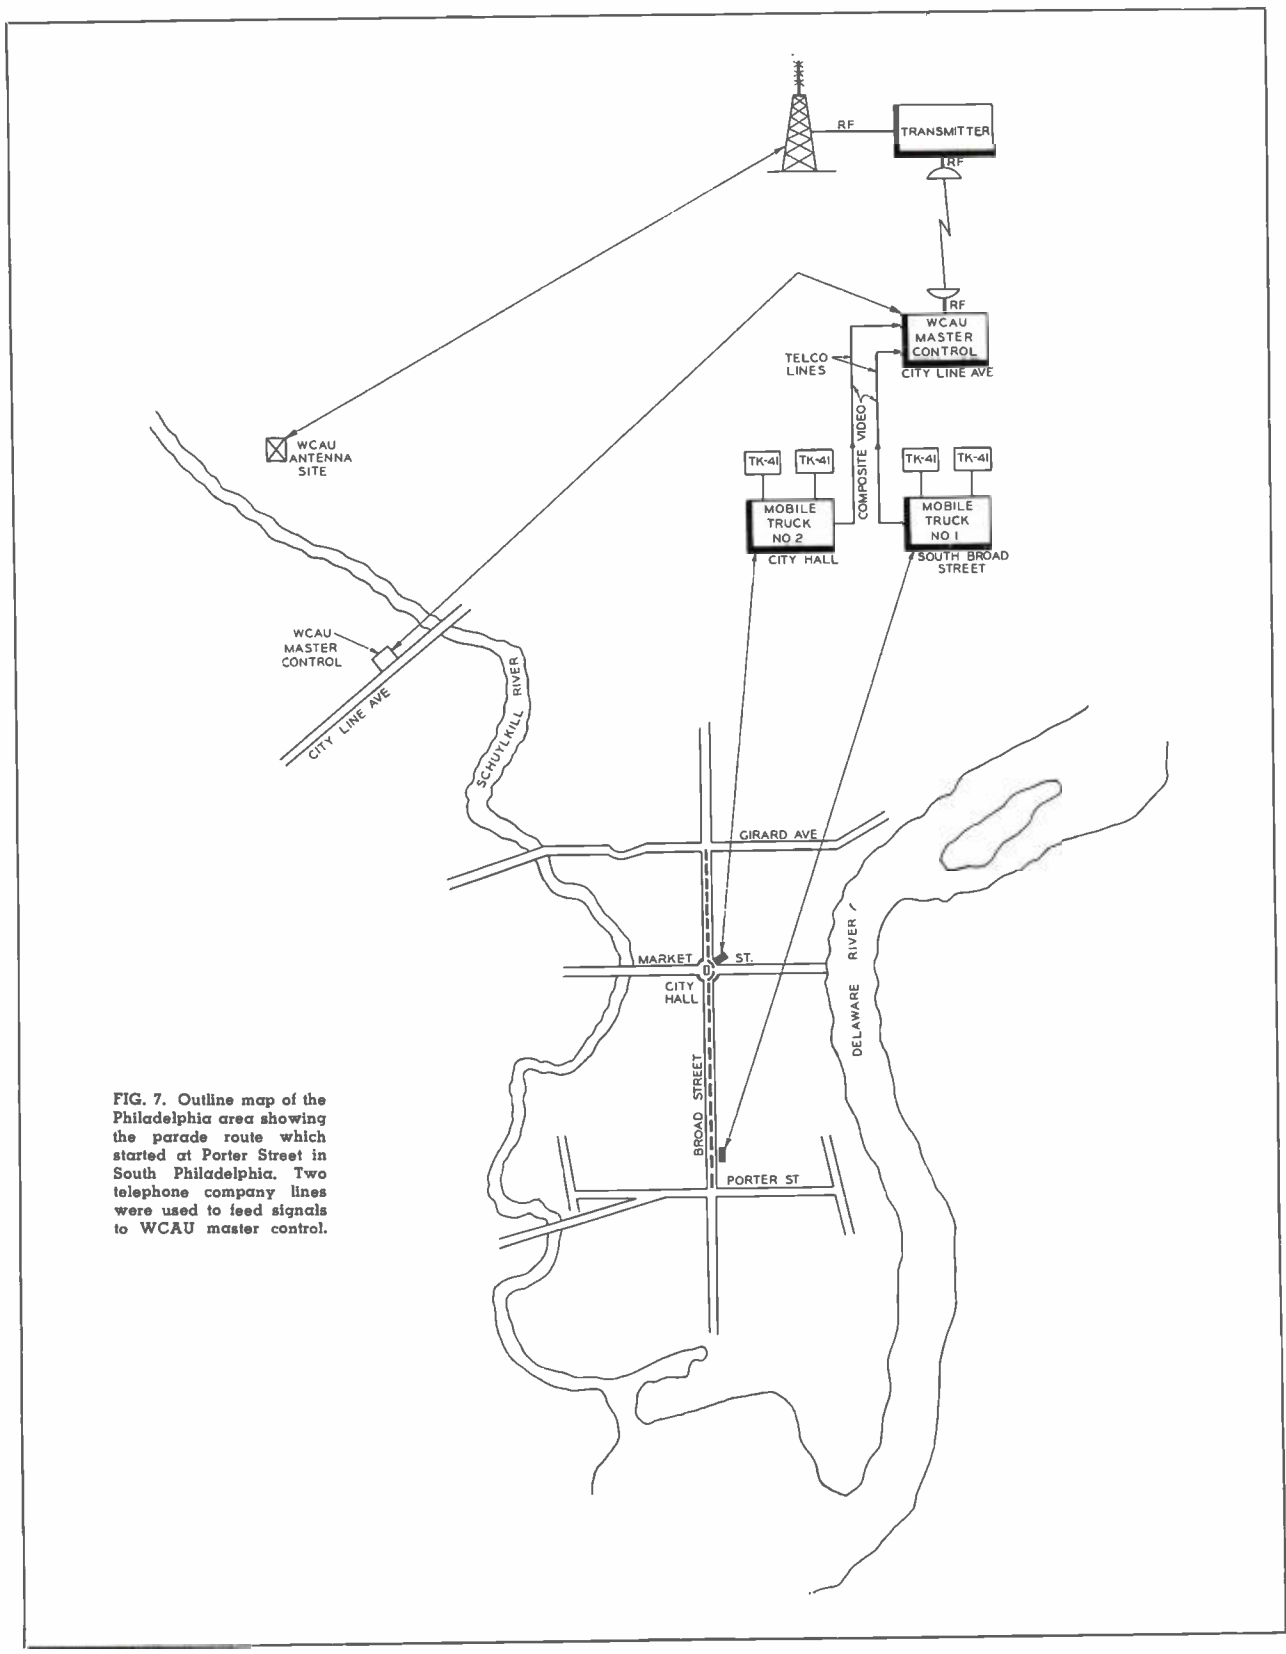 RF
TRANSMITTER
RF
RF
WCAU
MASTER
CONTROL
CITY LINE AVE
TELCO
LINES
COMPOSITE VIDEO
TK-41
TK-41
TK-41
TK-41
MOBILE
TRUCK
NO 2
CITY HALL
MOBILE
TRUCK
NO 1
SOUTH BROAD
STREET
WCAU
ANTENNA
SITE
WCAU
MASTER
CONTROL
CITY LINE AVE
SCHUYLKILL RIVER
GIRARD AVE
MARKET ST.
CITY
HALL
DELAWARE RIVER
BROAD STREET
PORTER ST
FIG. 7. Outline map of the
Philadelphia area showing
the parade route which
started at Porter Street in
South Philadelphia. Two
telephone company lines
were used to feed signals
to WCAU master control.